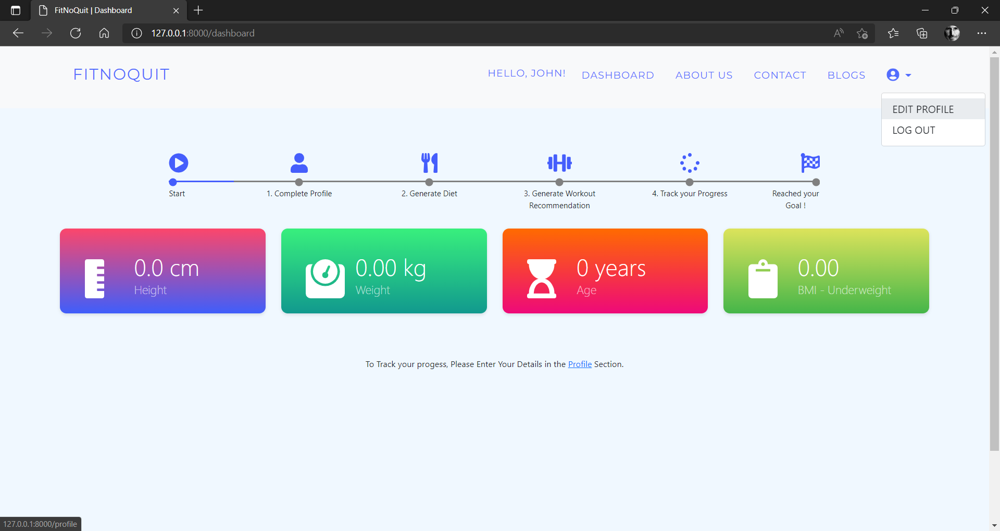 FitNoQuit | Dashboard
127.0.0.1:8000/dashboard
FITNOQUIT
HELLO, JOHN!
DASHBOARD
ABOUT US
CONTACT
BLOGS
EDIT PROFILE
LOG OUT
Start
1. Complete Profile
2. Generate Diet
3. Generate Workout
Recommendation
4. Track your Progress
Reached your
Goal !
0.0 cm
Height
0.00 kg
Weight
0 years
Age
0.00
BMI - Underweight
To Track your progess, Please Enter Your Details in the Profile Section.
127.0.0.1:8000/profile